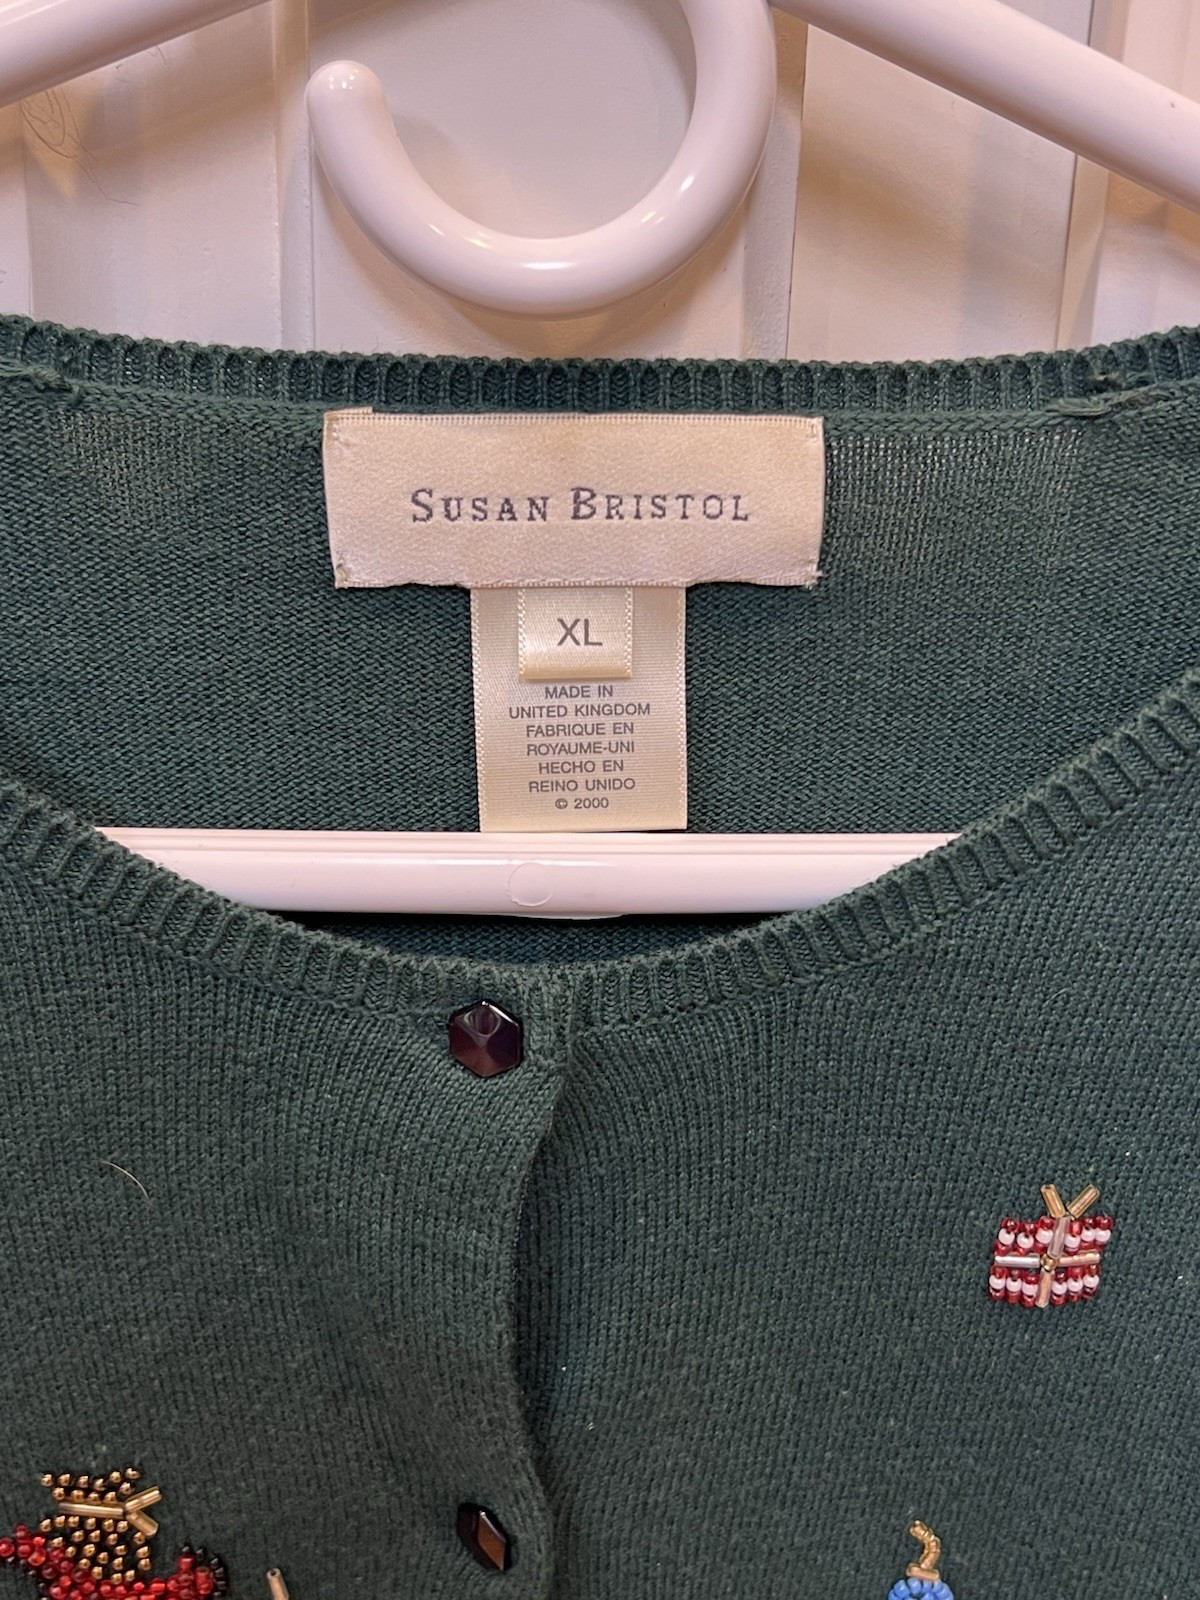 SUSAN BRISTOL
XL
MADE IN
UNITED KINGDOM
FABRIQUE EN
ROYAUME-UNI
HECHO EN
REINO UNIDO
© 2000